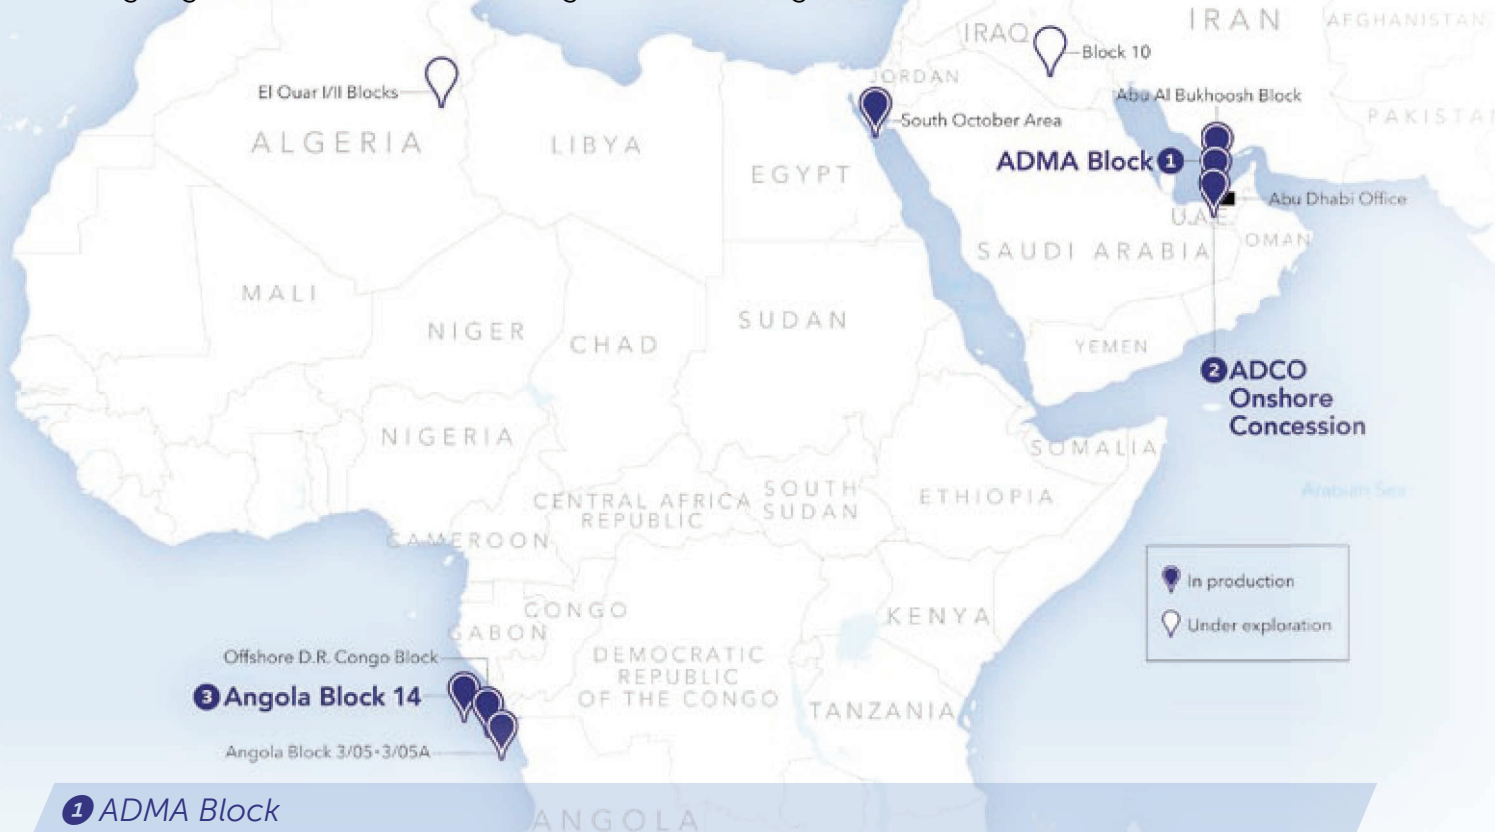 IRAN
AFGHANISTAN
IRAQ
Block 10
JORDAN
El Ouar I/II Blocks
Abu Al Bukhoosh Block
South October Area
PAKISTA
ALGERIA
LIBYA
ADMA Block 1
EGYPT
Abu Dhabi Office
U.A.E.
OMAN
SAUDI ARABIA
MALI
SUDAN
NIGER
CHAD
YEMEN
2 ADCO
Onshore
Concession
NIGERIA
SOMALIA
CENTRAL AFRICA
REPUBLIC
SOUTH
SUDAN
ETHIOPIA
Arabian Sea
CAMEROON
In production
CONGO
KENYA
Under exploration
GABON
Offshore D.R. Congo Block
DEMOCRATIC
REPUBLIC
OF THE CONGO
3 Angola Block 14
TANZANIA
Angola Block 3/05・3/05A
1 ADMA Block
ANGOLA